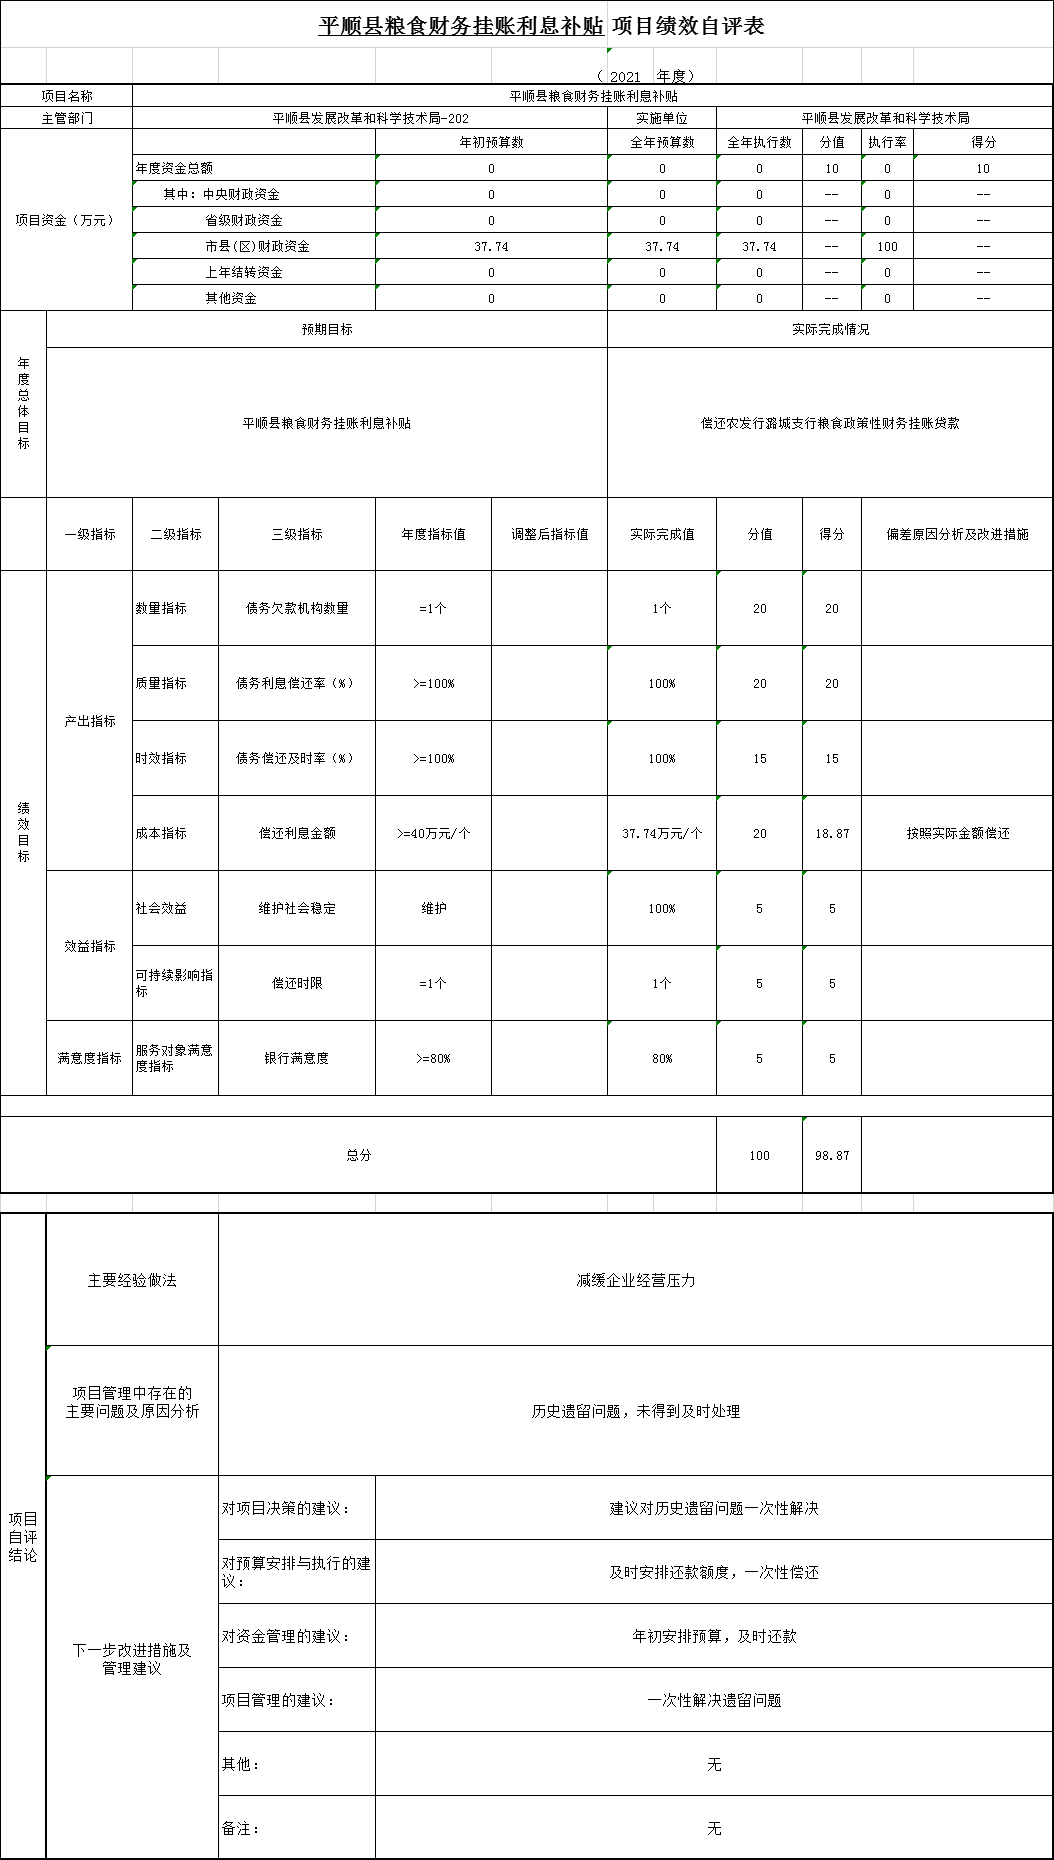 平顺县粮食财务挂账利息补贴 项目绩效自评表
（ 2021 年度）
项目名称 平顺县粮食财务挂账利息补贴
主管部门 平顺县发展改革和科学技术局-202 实施单位 平顺县发展改革和科学技术局
项目资金（万元） 年初预算数 全年预算数 全年执行数 分值 执行率 得分
年度资金总额 0 0 0 10 0 10
其中：中央财政资金 0 0 0 -- 0 --
省级财政资金 0 0 0 -- 0 --
市县(区)财政资金 37.74 37.74 37.74 -- 100 --
上年结转资金 0 0 0 -- 0 --
其他资金 0 0 0 -- 0 --
年度总体目标 预期目标 实际完成情况
平顺县粮食财务挂账利息补贴 偿还农发行潞城支行粮食政策性财务挂账贷款
一级指标 二级指标 三级指标 年度指标值 调整后指标值 实际完成值 分值 得分 偏差原因分析及改进措施
绩效目标
产出指标 数量指标 债务欠款机构数量 =1个 1个 20 20
质量指标 债务利息偿还率（%） >=100% 100% 20 20
时效指标 债务偿还及时率（%） >=100% 100% 15 15
成本指标 偿还利息金额 >=40万元/个 37.74万元/个 20 18.87 按照实际金额偿还
效益指标 社会效益 维护社会稳定 维护 100% 5 5
可持续影响指
标 偿还时限 =1个 1个 5 5
满意度指标 服务对象满意
度指标 银行满意度 >=80% 80% 5 5
总分 100 98.87
项目
自评
结论
主要经验做法 减缓企业经营压力
项目管理中存在的
主要问题及原因分析 历史遗留问题，未得到及时处理
下一步改进措施及
管理建议
对项目决策的建议： 建议对历史遗留问题一次性解决
对预算安排与执行的建
议： 及时安排还款额度，一次性偿还
对资金管理的建议： 年初安排预算，及时还款
项目管理的建议： 一次性解决遗留问题
其他： 无
备注： 无